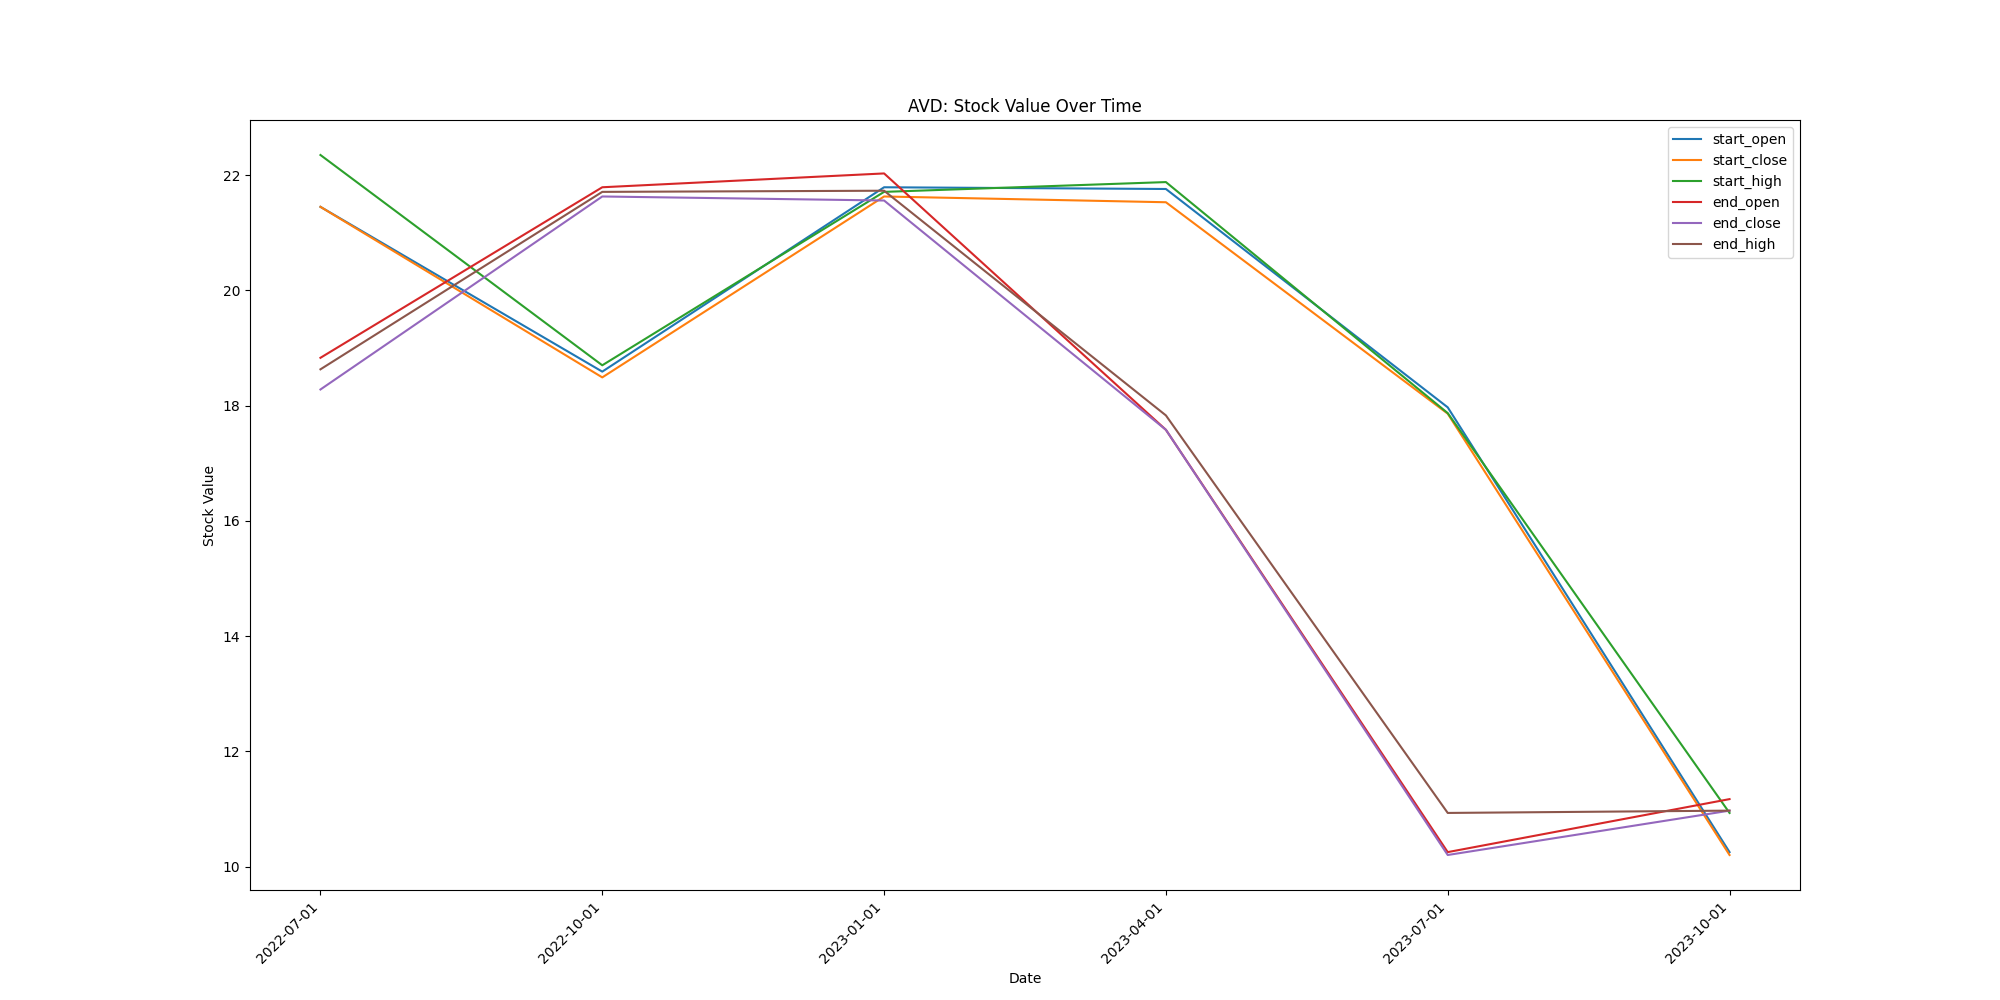 AVD: Stock Value Over Time
start_open
start_close
start_high
end_open
end_close
end_high
22
20
18
16
14
12
10
Stock Value
2022-07-01
2022-10-01
2023-01-01
2023-04-01
2023-07-01
2023-10-01
Date